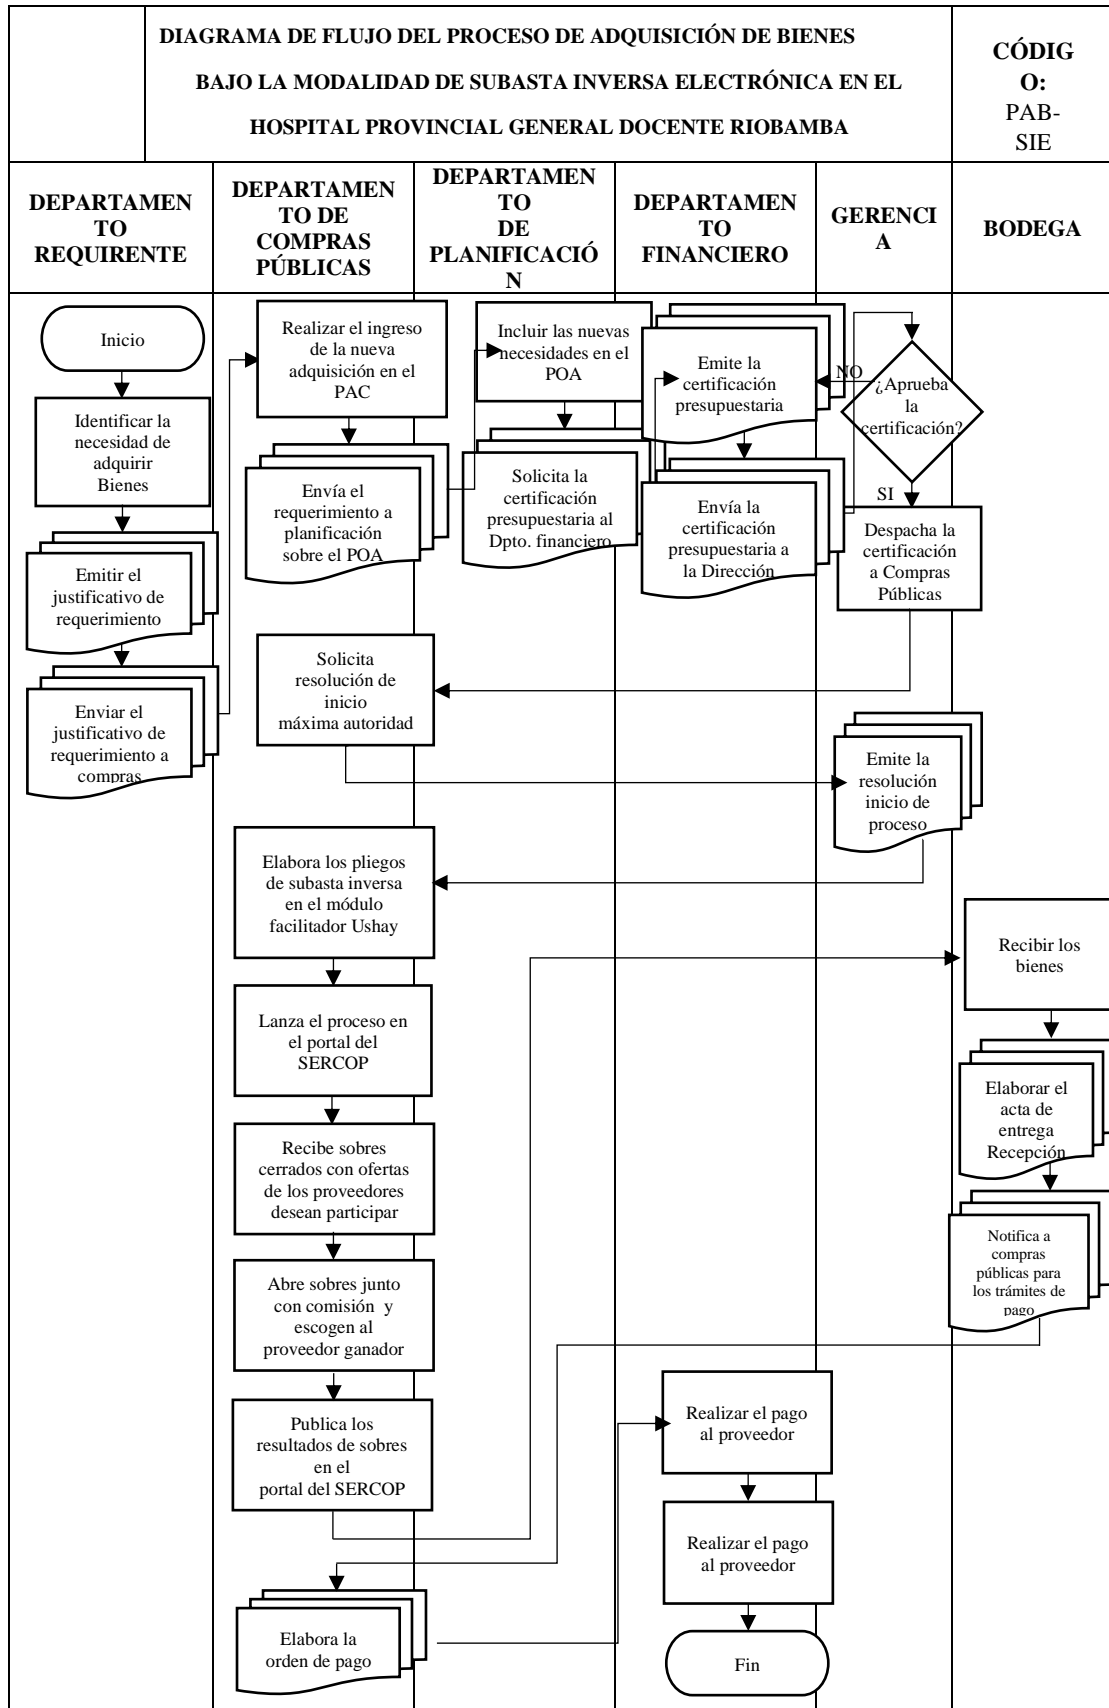 DIAGRAMA DE FLUJO DEL PROCESO DE ADQUISICIÓN DE BIENES
BAJO LA MODALIDAD DE SUBASTA INVERSA ELECTRÓNICA EN EL
HOSPITAL PROVINCIAL GENERAL DOCENTE RIOBAMBA
CÓDIG
O:
PAB-
SIE
DEPARTAMEN
TO
REQUIRENTE
DEPARTAMEN
TO DE
COMPRAS
PÚBLICAS
DEPARTAMEN
TO
DE
PLANIFICACIÓ
N
DEPARTAMEN
TO
FINANCIERO
GERENCI
A
BODEGA
Inicio
Identificar la
necesidad de
adquirir
Bienes
Emitir el
justificativo de
requerimiento
Enviar el
justificativo de
requerimiento a
compras
Realizar el ingreso
de la nueva
adquisición en el
PAC
Envía el
requerimiento a
planificación
sobre el POA
Incluir las nuevas
necesidades en el
POA
Solicita la
certificación
presupuestaria al
Dpto. financiero
Emite la
certificación
presupuestaria
Envía la
certificación
presupuestaria a
la Dirección
NO
¿Aprueba
la
certificación?
SI
Despacha la
certificación
a Compras
Públicas
Solicita
resolución de
inicio
máxima autoridad
Emite la
resolución
inicio de
proceso
Elabora los pliegos
de subasta inversa
en el módulo
facilitador Ushay
Lanza el proceso en
el portal del
SERCOP
Recibe sobres
cerrados con ofertas
de los proveedores
desean participar
Abre sobres junto
con comisión y
escogen al
proveedor ganador
Publica los
resultados de sobres
en el
portal del SERCOP
Recibir los
bienes
Elaborar el
acta de
entrega
Recepción
Notifica a
compras
públicas para
los trámites de
pago
Elabora la
orden de pago
Realizar el pago
al proveedor
Realizar el pago
al proveedor
Fin